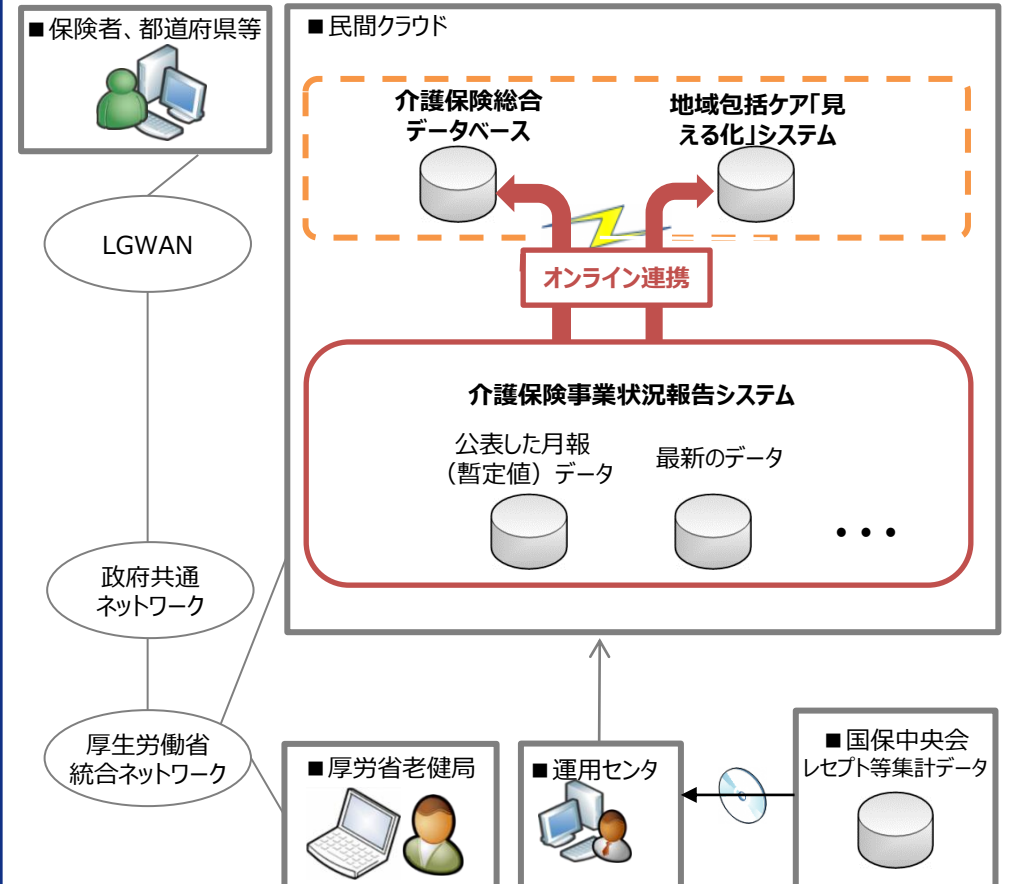 ■保険者、都道府県等
■民間クラウド
介護保険総合
データベース
地域包括ケア「見
える化」システム
LGWAN
オンライン連携
介護保険事業状況報告システム
公表した月報
（暫定値）データ
最新のデータ
・・・
政府共通
ネットワーク
厚生労働省
統合ネットワーク
■厚労省老健局
■運用センタ
■国保中央会
レセプト等集計データ